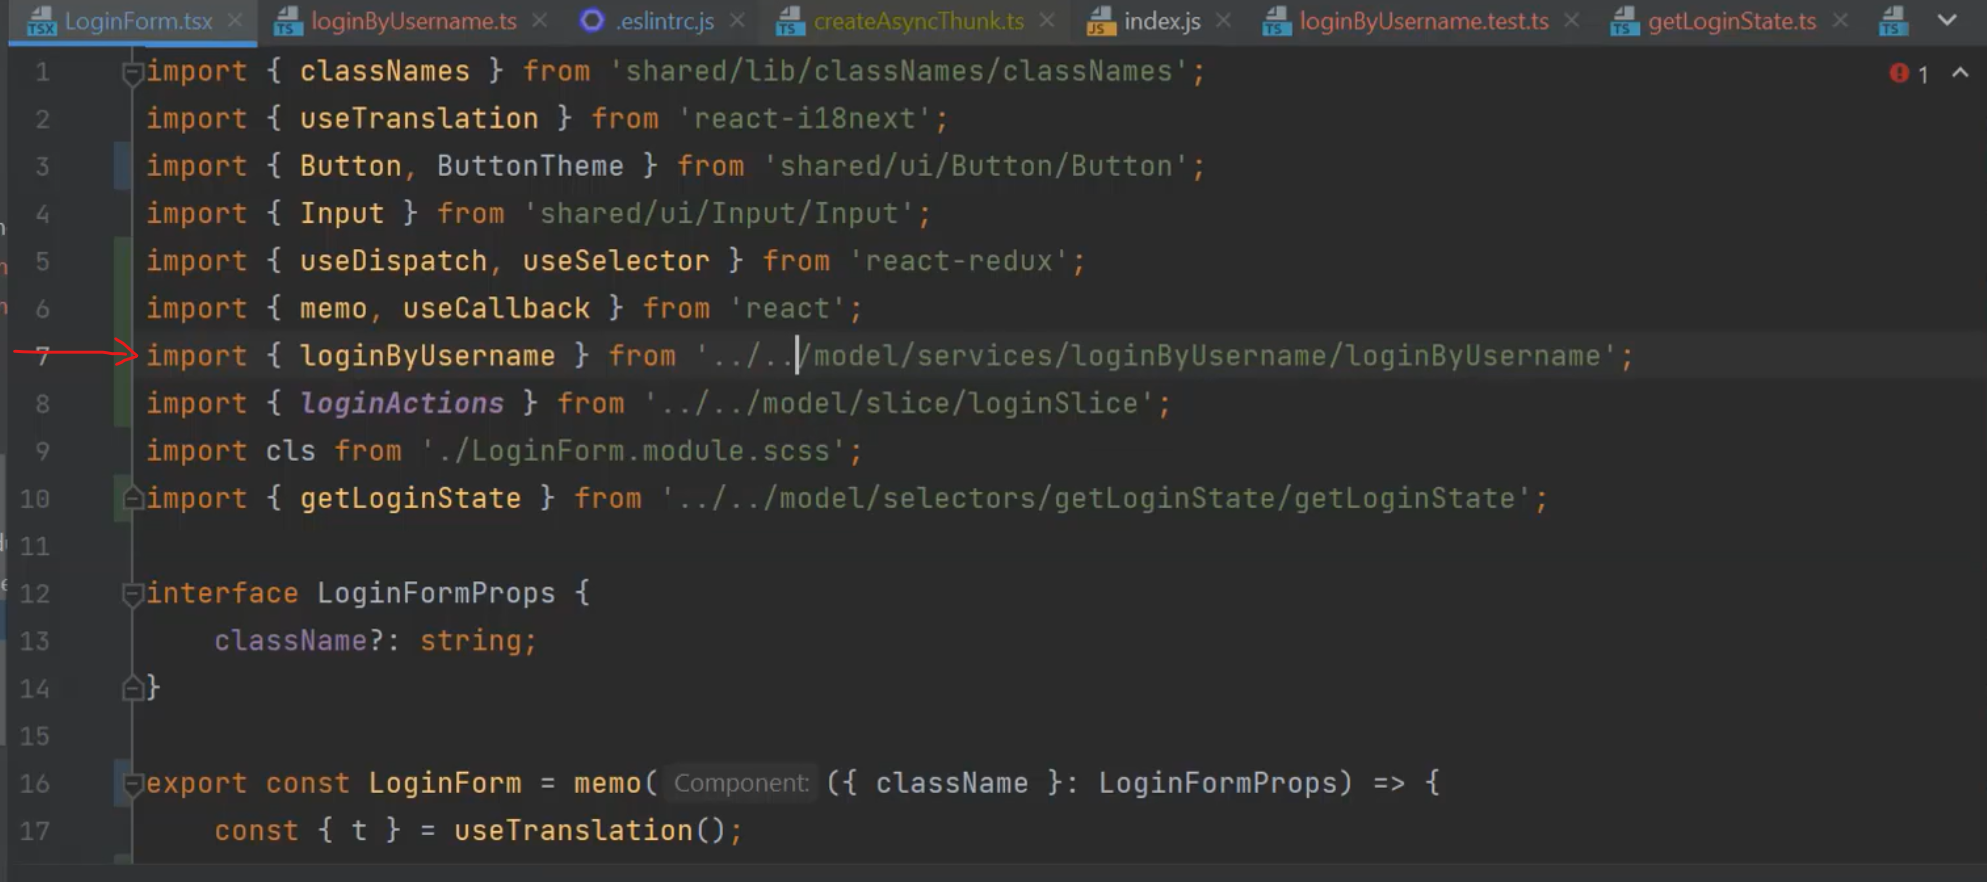 LoginForm.tsx loginByUsername.ts .eslintrc.js createAsyncThunk.ts index.js loginByUsername.test.ts getLoginState.ts
1 import { classNames } from 'shared/lib/classNames/classNames'; 1
2 import { useTranslation } from 'react-i18next';
3 import { Button, ButtonTheme } from 'shared/ui/Button/Button';
4 import { Input } from 'shared/ui/Input/Input';
5 import { useDispatch, useSelector } from 'react-redux';
6 import { memo, useCallback } from 'react';
7 import { loginByUsername } from '../../model/services/loginByUsername/loginByUsername';
8 import { loginActions } from '../../model/slice/loginSlice';
9 import cls from './LoginForm.module.scss';
10 import { getLoginState } from '../../model/selectors/getLoginState/getLoginState';
11
12 interface LoginFormProps {
13 className?: string;
14 }
15
16 export const LoginForm = memo( Component: ({ className }: LoginFormProps) => {
17 const { t } = useTranslation();